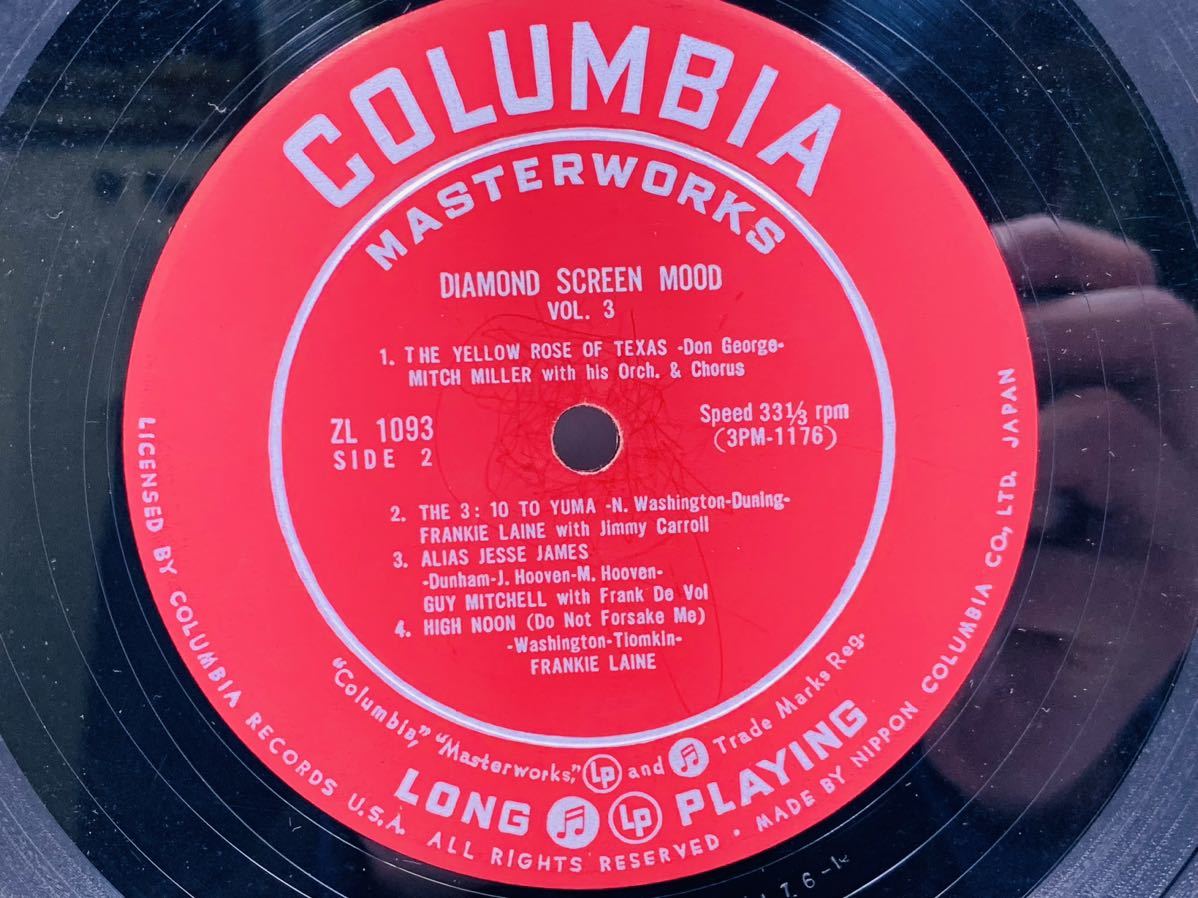 COLUMBIA
MASTERWORKS
DIAMOND SCREEN MOOD
VOL. 3
1. THE YELLOW ROSE OF TEXAS -Don George-
MITCH MILLER with his Orch. & Chorus
ZL 1093
SIDE 2
Speed 33 1/3 rpm
(3PM-1176)
2. THE 3 : 10 TO YUMA -N. Washington-Duning-
FRANKIE LAINE with Jimmy Carroll
3. ALIAS JESSE JAMES
-Dunham-J. Hooven-M. Hooven-
GUY MITCHELL with Frank De Vol
4. HIGH NOON (Do Not Forsake Me)
-Washington-Tiomkin-
FRANKIE LAINE
"Columbia," "Masterworks," Lp and Trade Marks Reg.
LONG Lp PLAYING
LICENSED BY COLUMBIA RECORDS U.S.A. ALL RIGHTS RESERVED • MADE BY NIPPON COLUMBIA CO., LTD. JAPAN